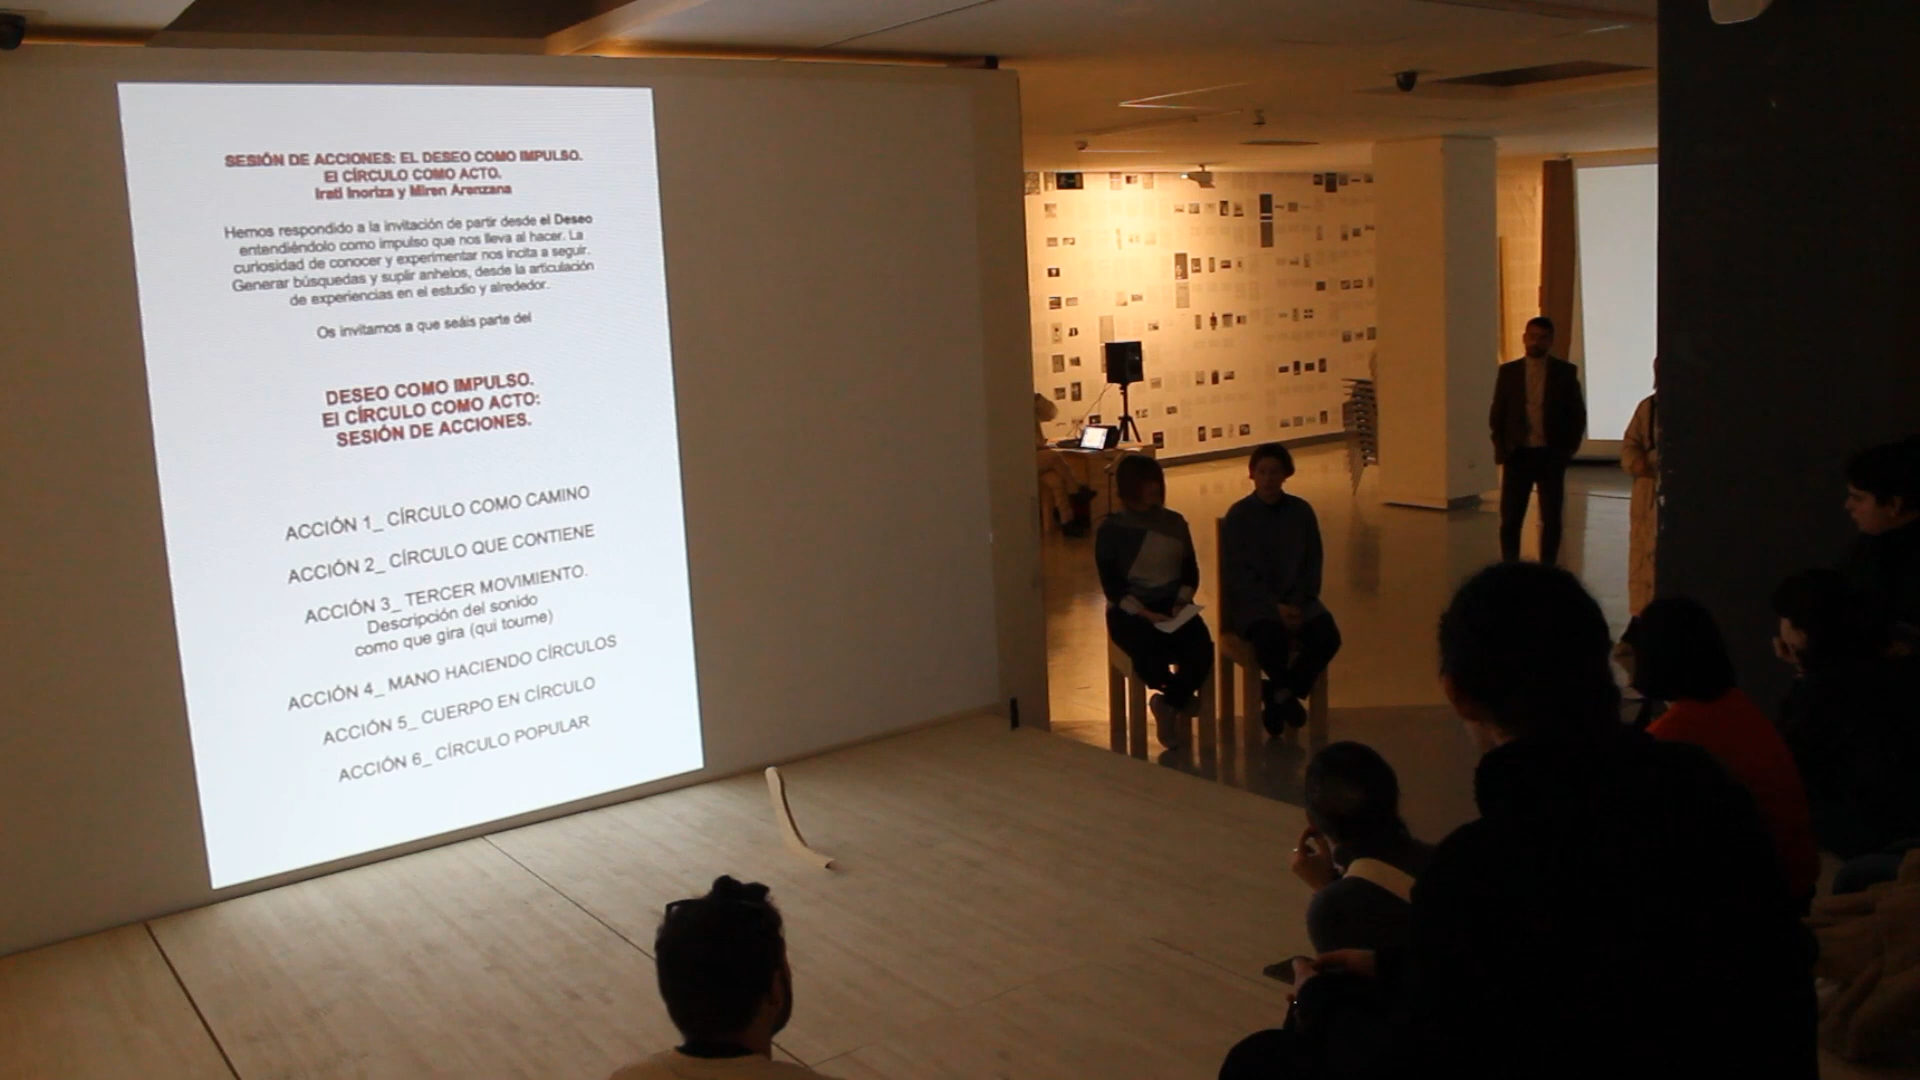 SESIÓN DE ACCIONES: EL DESEO COMO IMPULSO.
El CÍRCULO COMO ACTO.
Irati Inoriza y Miren Arenzana
Hemos respondido a la invitación de partir desde el Deseo
entendiéndolo como impulso que nos lleva al hacer. La
curiosidad de conocer y experimentar nos incita a seguir.
Generar búsquedas y suplir anhelos, desde la articulación
de experiencias en el estudio y alrededor.
Os invitamos a que seáis parte del
DESEO COMO IMPULSO.
El CÍRCULO COMO ACTO:
SESIÓN DE ACCIONES.
ACCIÓN 1_ CÍRCULO COMO CAMINO
ACCIÓN 2_ CÍRCULO QUE CONTIENE
ACCIÓN 3_ TERCER MOVIMIENTO.
Descripción del sonido
como que gira (qui tourne)
ACCIÓN 4_ MANO HACIENDO CÍRCULOS
ACCIÓN 5_ CUERPO EN CÍRCULO
ACCIÓN 6_ CÍRCULO POPULAR